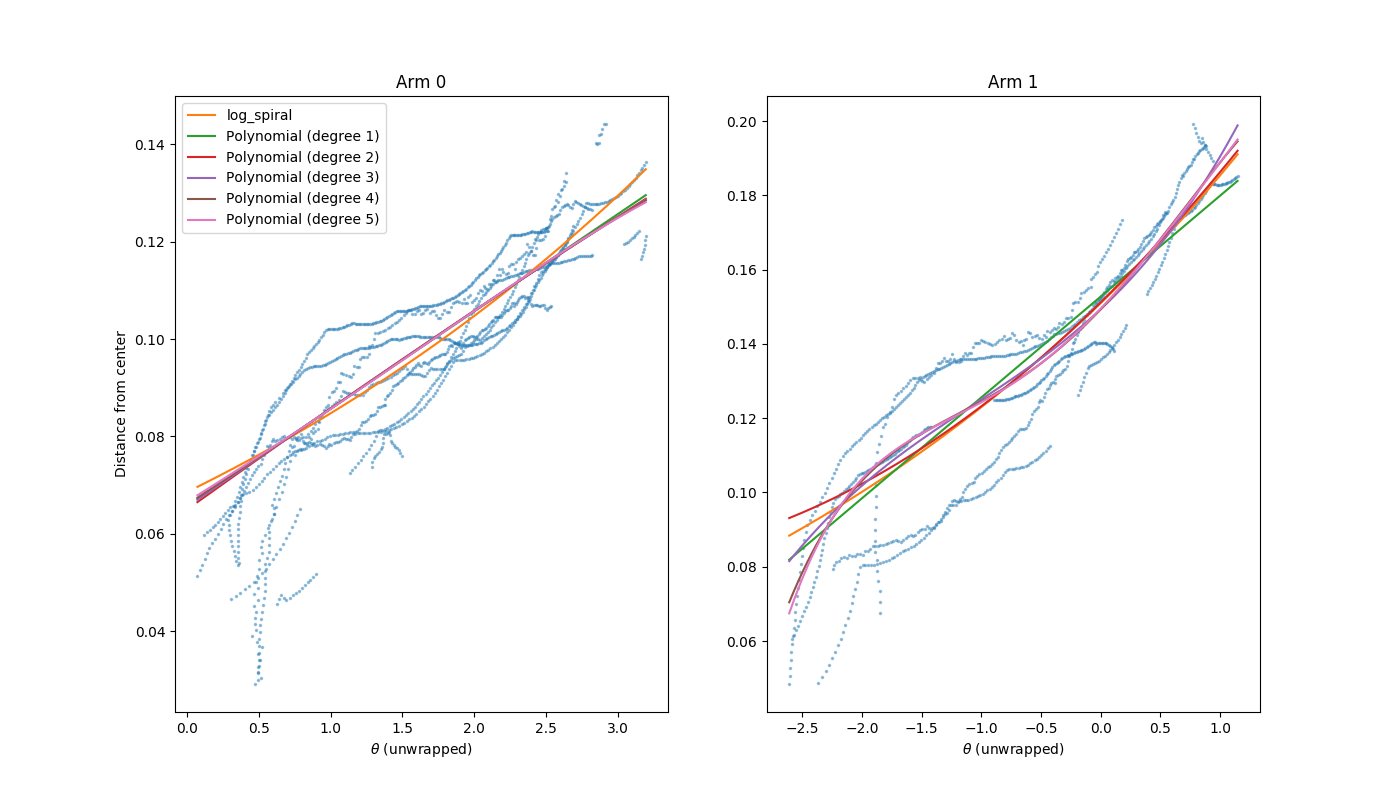 Arm 0
log_spiral
Polynomial (degree 1)
Polynomial (degree 2)
Polynomial (degree 3)
Polynomial (degree 4)
Polynomial (degree 5)
0.14
0.12
0.10
0.08
0.06
0.04
Distance from center
0.0 0.5 1.0 1.5 2.0 2.5 3.0
θ (unwrapped)
Arm 1
0.20
0.18
0.16
0.14
0.12
0.10
0.08
0.06
−2.5 −2.0 −1.5 −1.0 −0.5 0.0 0.5 1.0
θ (unwrapped)